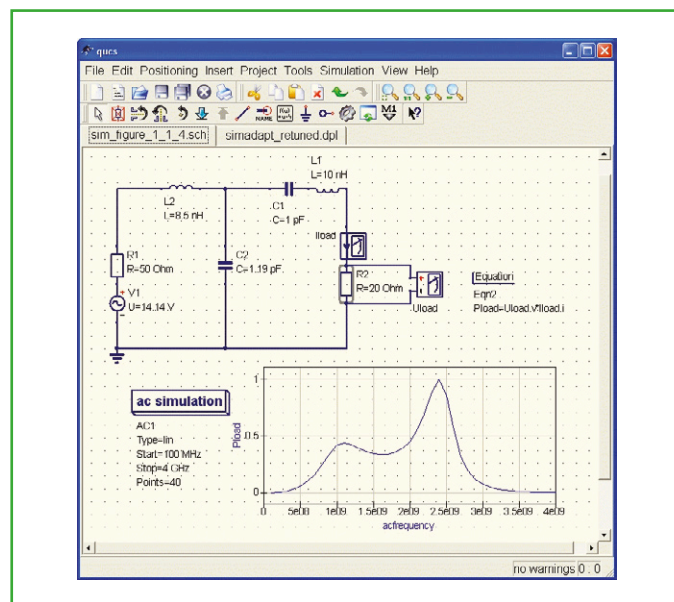 qucs
File Edit Positioning Insert Project Tools Simulation View Help
NAME
M1
sim_figure_1_1_4.sch simadapt_retuned.dpl
L1
L=10 nH
L2
L=8.5 nH
C1
C=1 pF
Iload
R1
R=50 Ohm
C2
C=1.19 pF
R2
R=20 Ohm
V1
U=14.14 V
Uload
Equation
Eqn2
Pload=Uload.v*Iload.i
ac simulation
AC1
Type=lin
Start=100 MHz
Stop=4 GHz
Points=40
Pload
1
0.5
0
0 5e08 1e09 1.5e09 2e09 2.5e09 3e09 3.5e09 4e09
acfrequency
no warnings 0 : 0